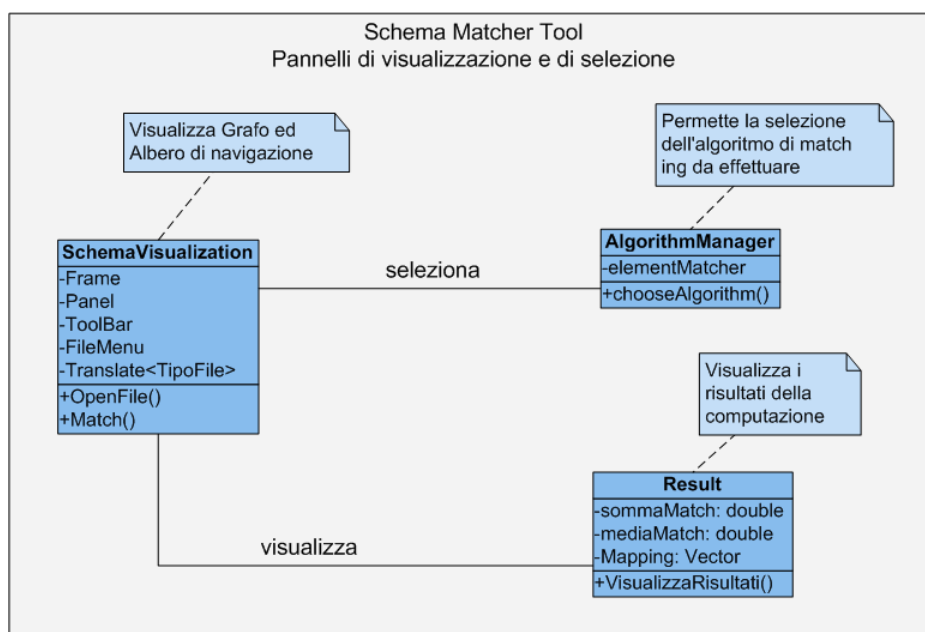 Schema Matcher Tool
Pannelli di visualizzazione e di selezione
Visualizza Grafo ed
Albero di navigazione
Permette la selezione
dell'algoritmo di match
ing da effettuare
SchemaVisualization
-Frame
-Panel
-ToolBar
-FileMenu
-Translate<TipoFile>
+OpenFile()
+Match()
seleziona
AlgorithmManager
-elementMatcher
+chooseAlgorithm()
Visualizza i
risultati della
computazione
visualizza
Result
-sommaMatch: double
-mediaMatch: double
-Mapping: Vector
+VisualizzaRisultati()